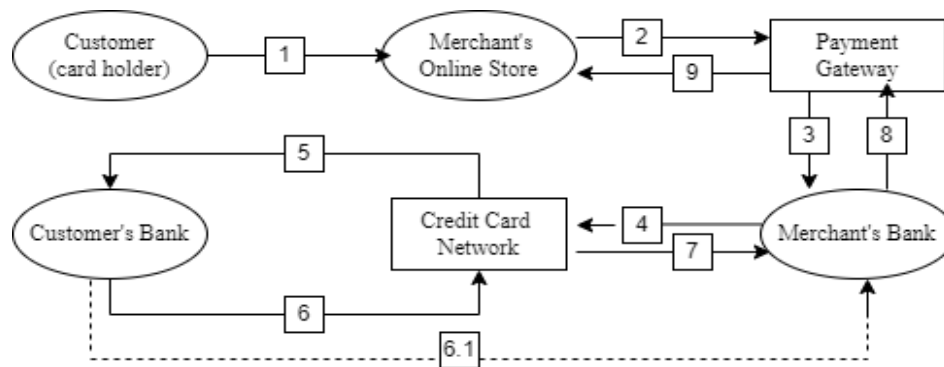 Customer
(card holder)
1
Merchant's
Online Store
2
9
Payment
Gateway
3
8
5
Customer's Bank
Credit Card
Network
4
7
Merchant's Bank
6
6.1